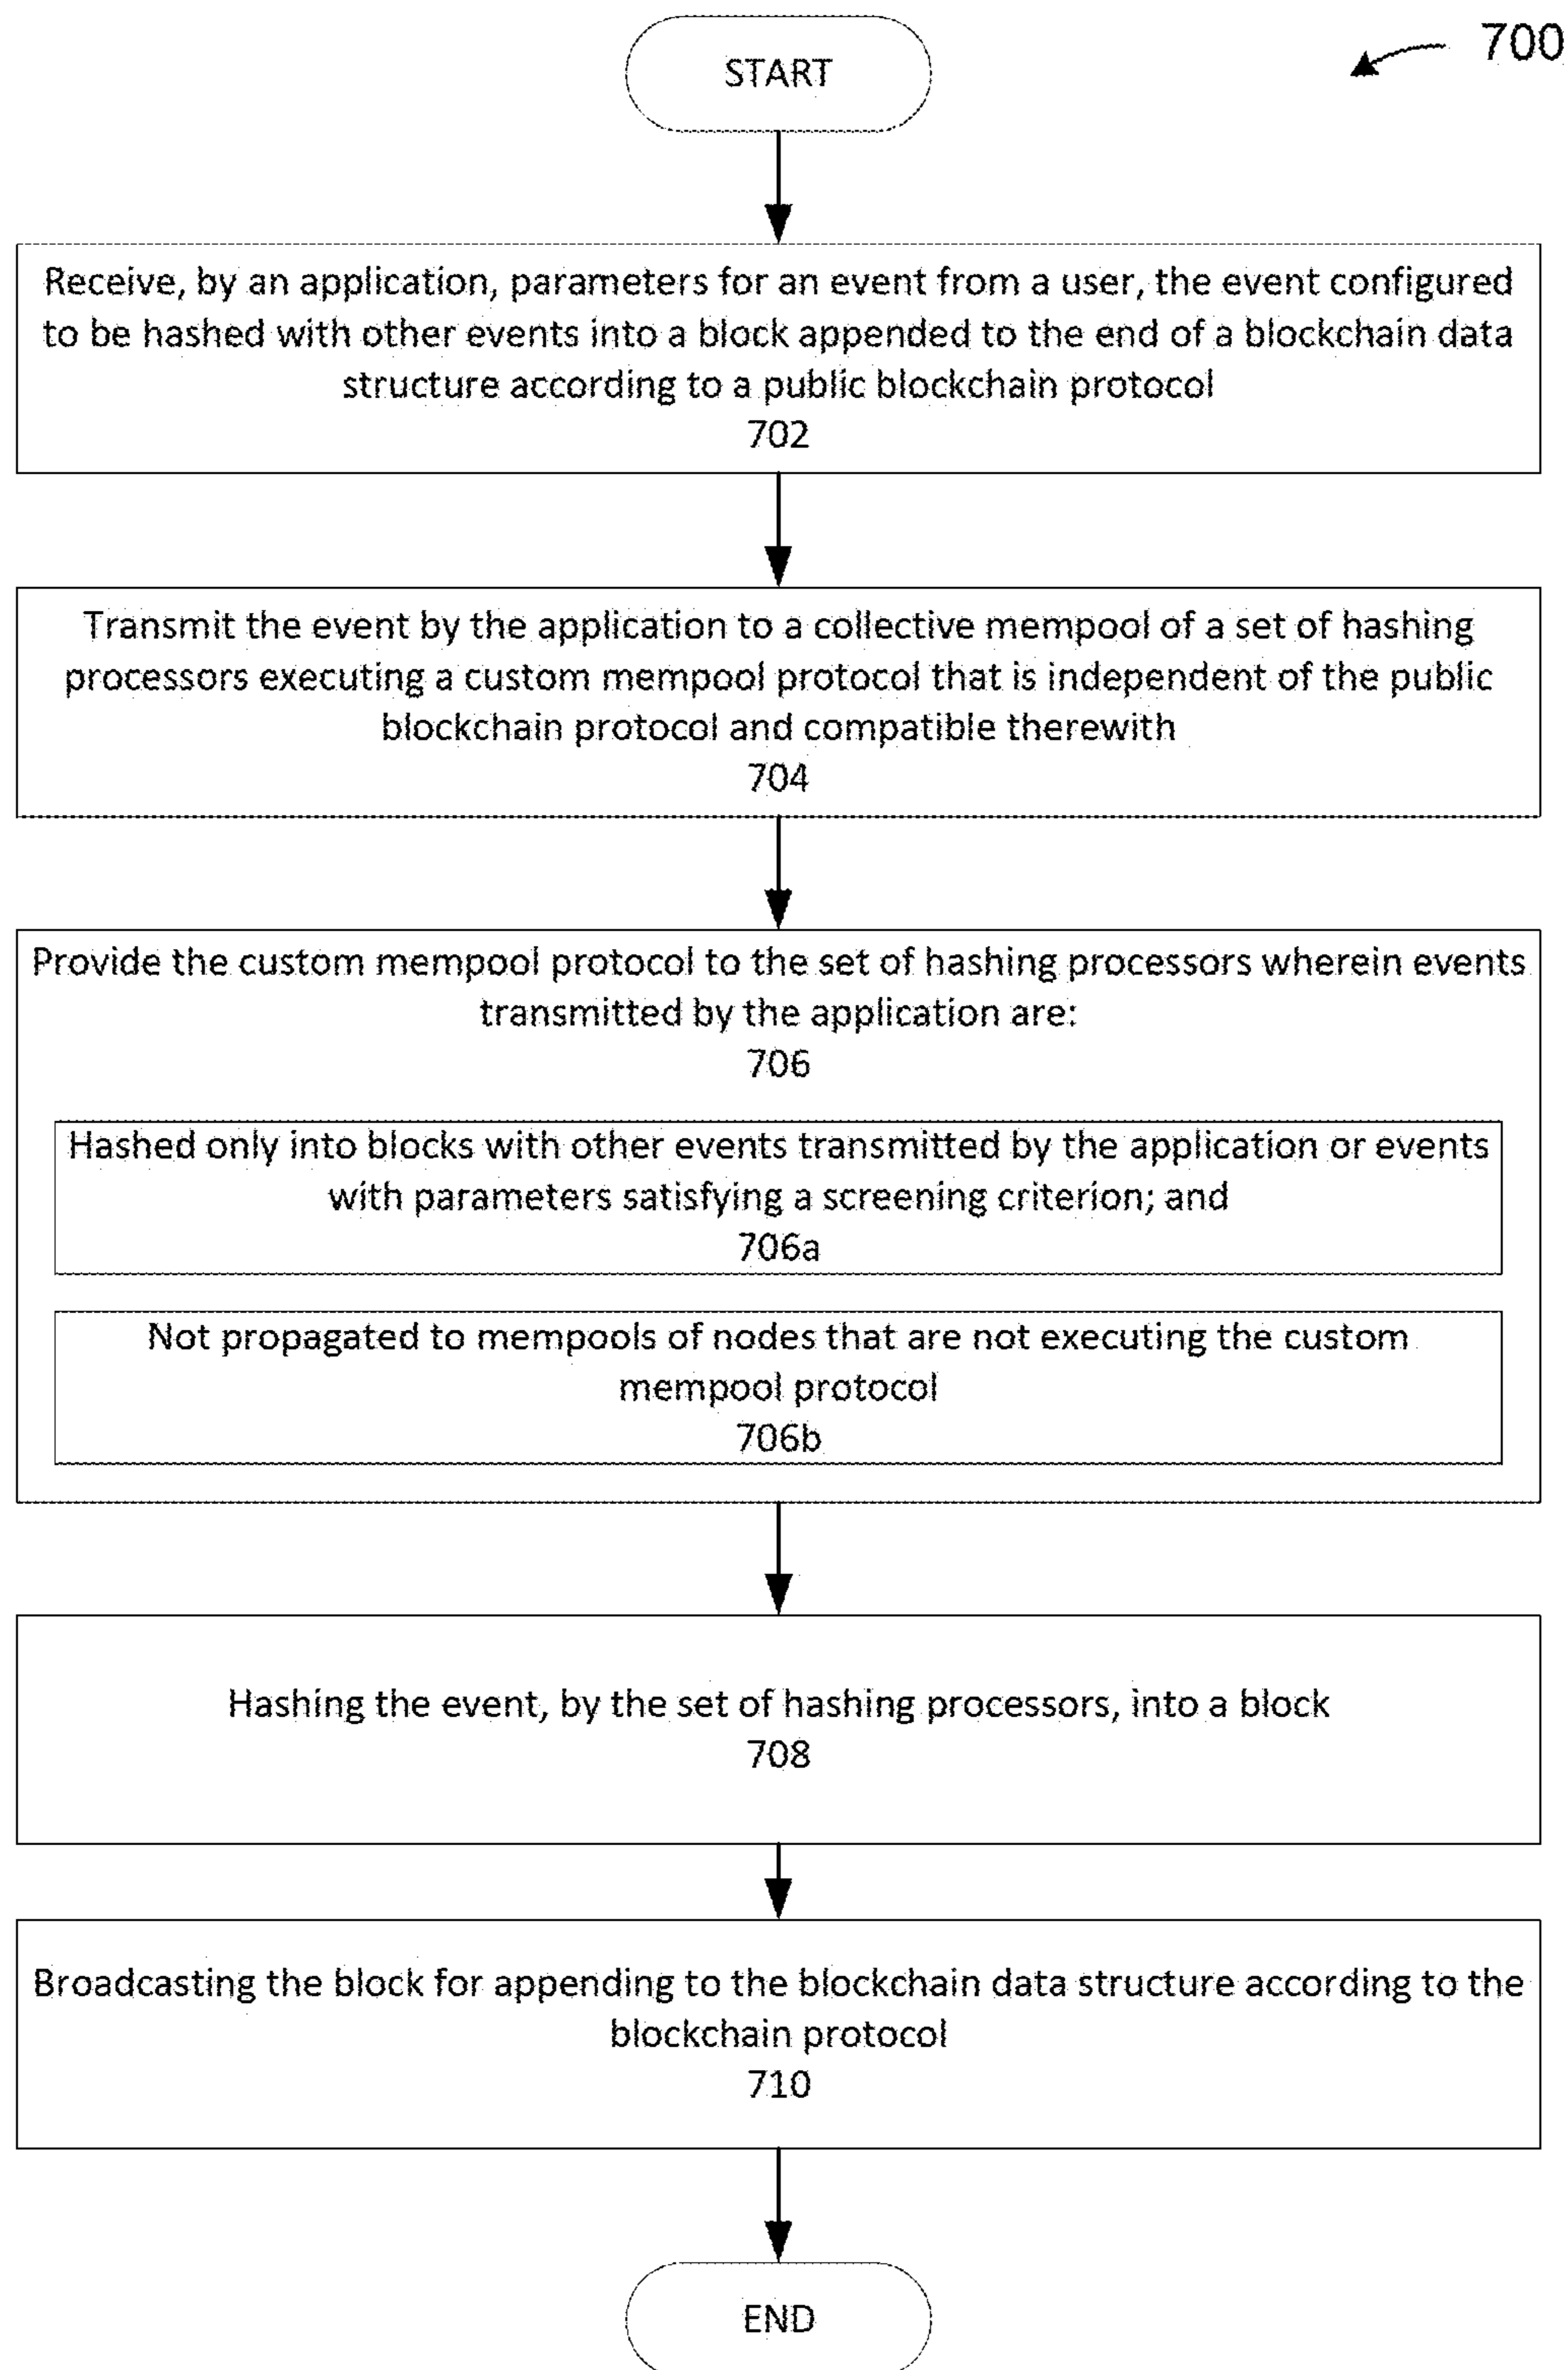 700
START
Receive, by an application, parameters for an event from a user, the event configured
to be hashed with other events into a block appended to the end of a blockchain data
structure according to a public blockchain protocol
702
Transmit the event by the application to a collective mempool of a set of hashing
processors executing a custom mempool protocol that is independent of the public
blockchain protocol and compatible therewith
704
Provide the custom mempool protocol to the set of hashing processors wherein events
transmitted by the application are:
706
Hashed only into blocks with other events transmitted by the application or events
with parameters satisfying a screening criterion; and
706a
Not propagated to mempools of nodes that are not executing the custom
mempool protocol
706b
Hashing the event, by the set of hashing processors, into a block
708
Broadcasting the block for appending to the blockchain data structure according to the
blockchain protocol
710
END